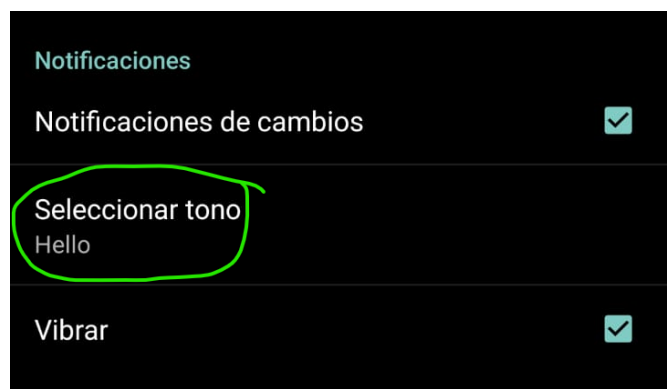 Notificaciones
Notificaciones de cambios
Seleccionar tono
Hello
Vibrar